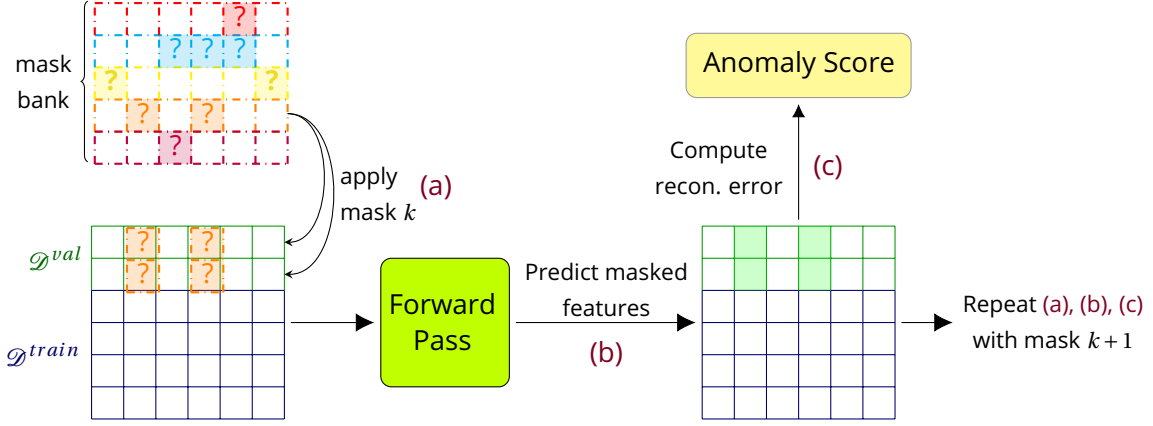 ?
? ? ?
? ?
? ?
?
mask
bank
apply
mask k
(a)
𝒟^val
? ?
? ?
𝒟^train
Forward
Pass
Predict masked
features
(b)
Anomaly Score
Compute
recon. error
(c)
Repeat (a), (b), (c)
with mask k + 1